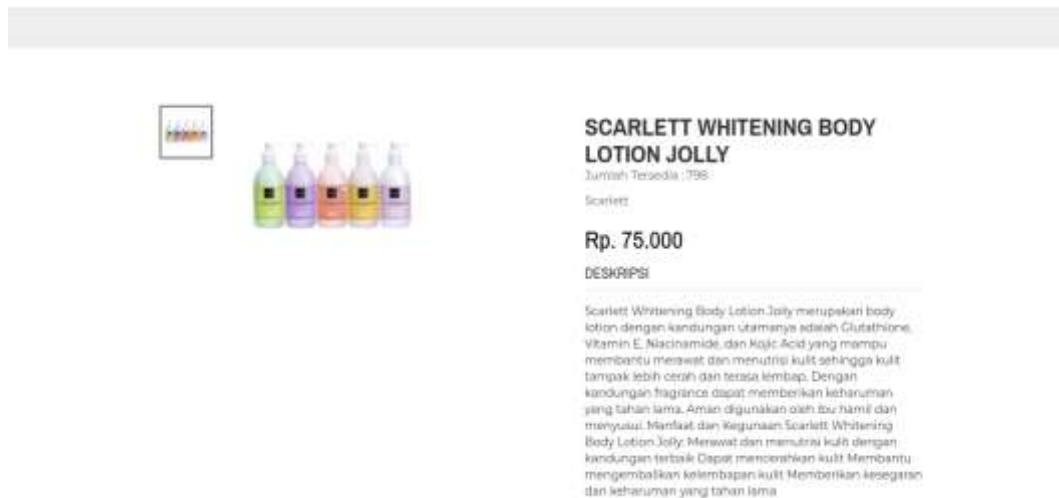 SCARLETT WHITENING BODY
LOTION JOLLY
Jumlah Tersedia : 798
Scarlett
Rp. 75,000
DESKRIPSI
Scarlett Whitening Body Lotion Jolly merupakan body
lotion dengan kandungan utamanya adalah Glutathione,
Vitamin E, Niacinamide, dan Kojic Acid yang mampu
membantu merawat dan menutrisi kulit sehingga kulit
tampak lebih cerah dan terasa lembap. Dengan
kandungan fragrance dapat memberikan keharuman
yang tahan lama. Aman digunakan oleh ibu hamil dan
menyusui. Manfaat dan Kegunaan Scarlett Whitening
Body Lotion Jolly: Merawat dan menutrisi kulit dengan
kandungan terbaik Dapat mencerahkan kulit Membantu
mengembalikan kelembapan kulit Memberikan kesegaran
dan keharuman yang tahan lama